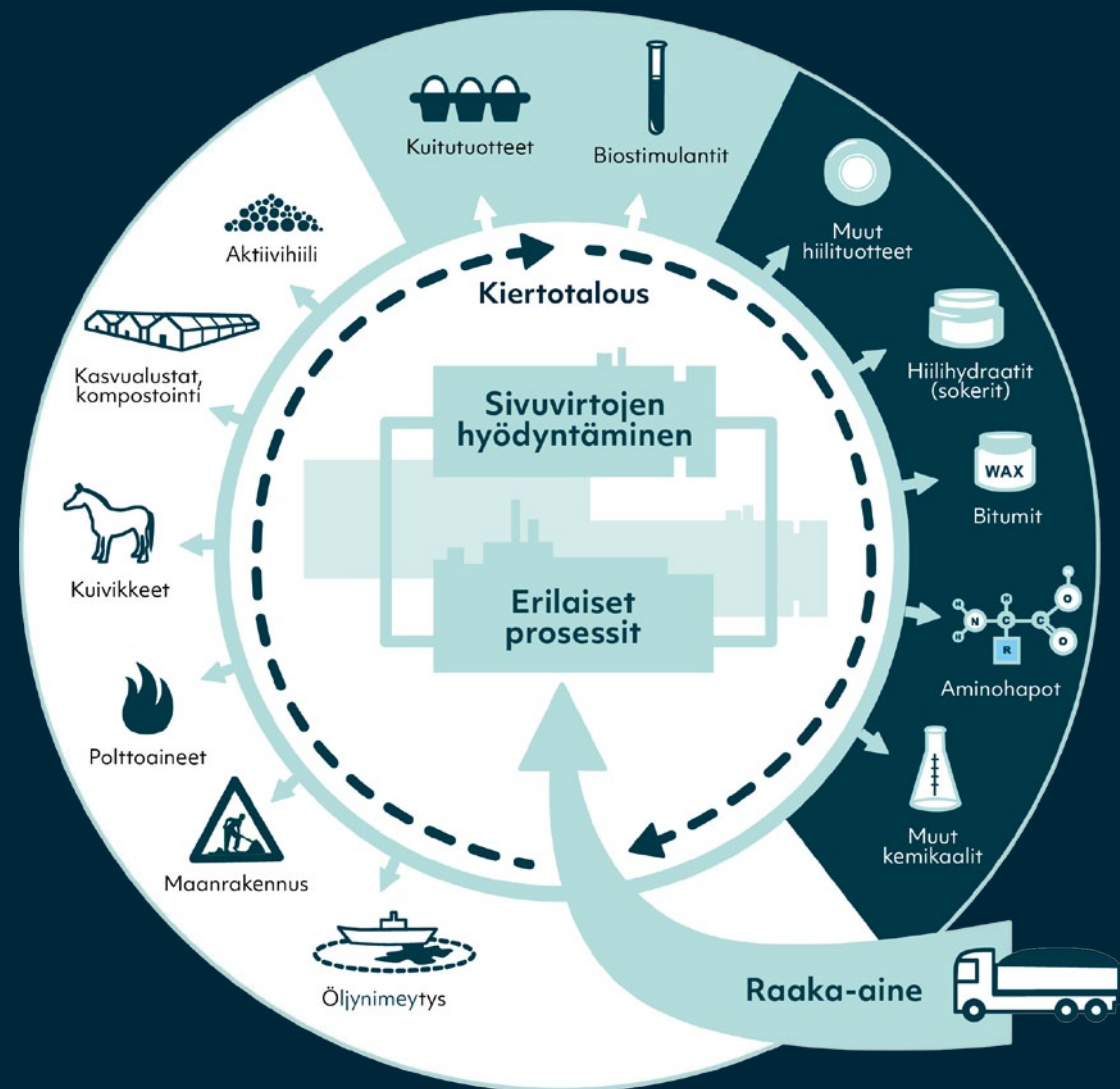 Kuitutuotteet
Biostimulantit
Muut
hiilituotteet
Hiilihydraatit
(sokerit)
WAX
Bitumit
H
H
N
H
C
R
C
H
O
O
Aminohapot
Muut
kemikaalit
Raaka-aine
Öljynimeytys
Maanrakennus
Polttoaineet
Kuivikkeet
Kasvualustat,
kompostointi
Aktiivihiili
Kiertotalous
Sivuvirtojen
hyödyntäminen
Erilaiset
prosessit